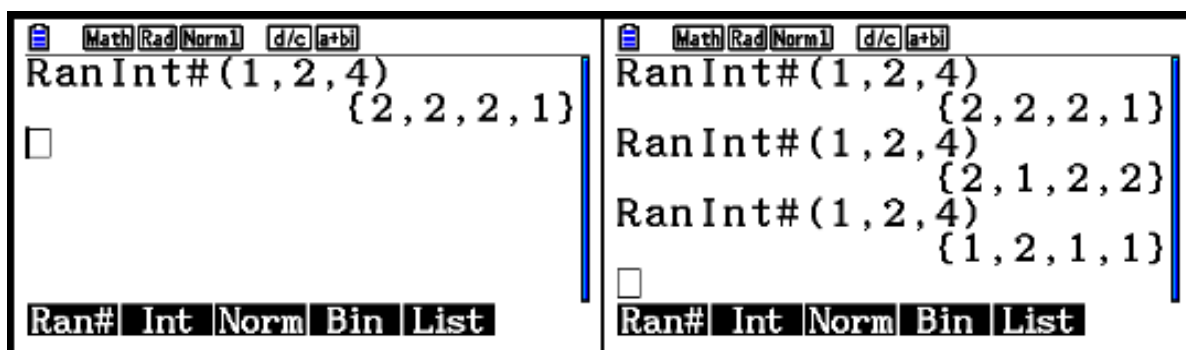 Math Rad Norm1 d/c a+bi
RanInt#(1,2,4)
{2,2,2,1}
Ran# Int Norm Bin List
Math Rad Norm1 d/c a+bi
RanInt#(1,2,4)
{2,2,2,1}
RanInt#(1,2,4)
{2,1,2,2}
RanInt#(1,2,4)
{1,2,1,1}
Ran# Int Norm Bin List